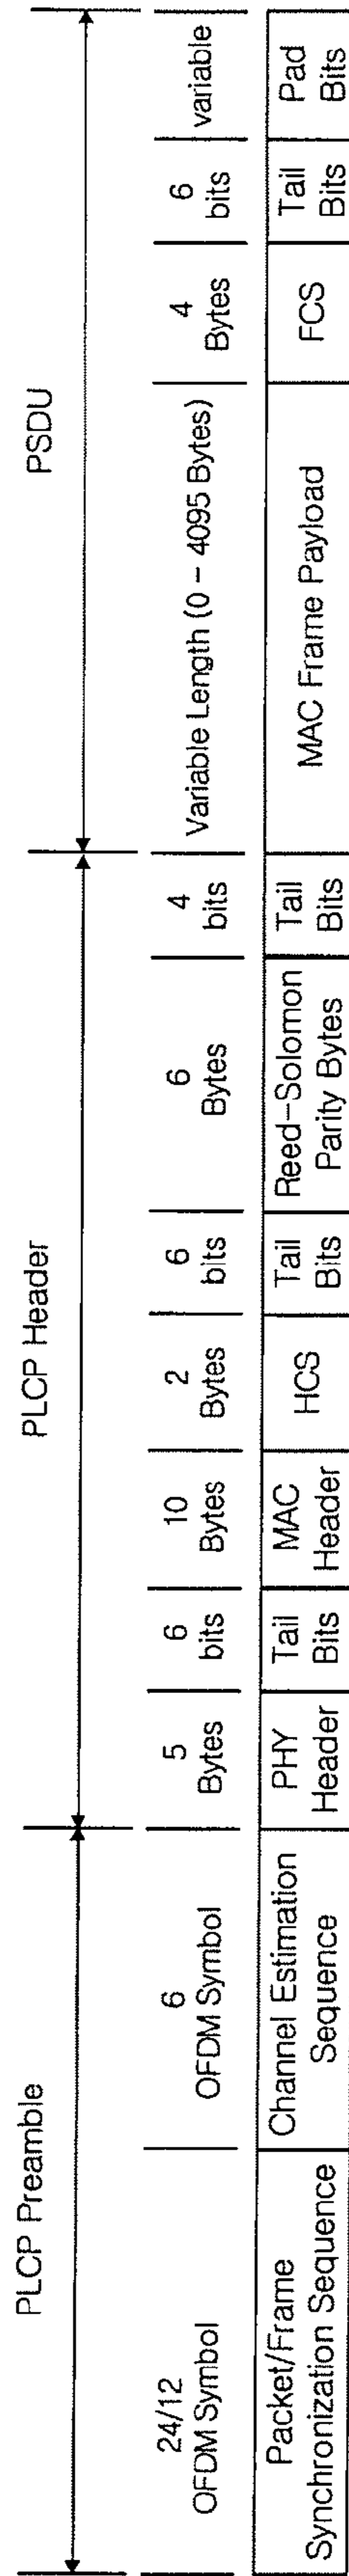 PLCP Preamble
PLCP Header
PSDU
24/12
OFDM Symbol
6
OFDM Symbol
5
Bytes
6
bits
10
Bytes
2
Bytes
6
bits
6
Bytes
4
bits
Variable Length (0 – 4095 Bytes)
4
Bytes
6
bits
variable
Packet/Frame
Synchronization Sequence
Channel Estimation
Sequence
PHY
Header
Tail
Bits
MAC
Header
HCS
Tail
Bits
Reed-Solomon
Parity Bytes
Tail
Bits
MAC Frame Payload
FCS
Tail
Bits
Pad
Bits